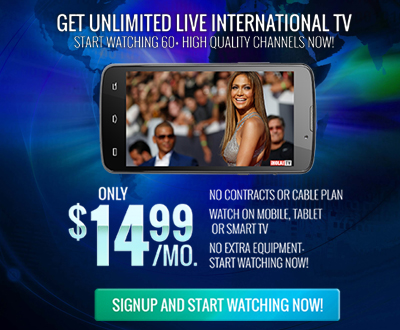 GET UNLIMITED LIVE INTERNATIONAL TV
START WATCHING 60+ HIGH QUALITY CHANNELS NOW!
¡HOLA! TV
ONLY
$14.99
/MO.
NO CONTRACTS OR CABLE PLAN
WATCH ON MOBILE, TABLET
OR SMART TV
NO EXTRA EQUIPMENT-
START WATCHING NOW!
SIGNUP AND START WATCHING NOW!